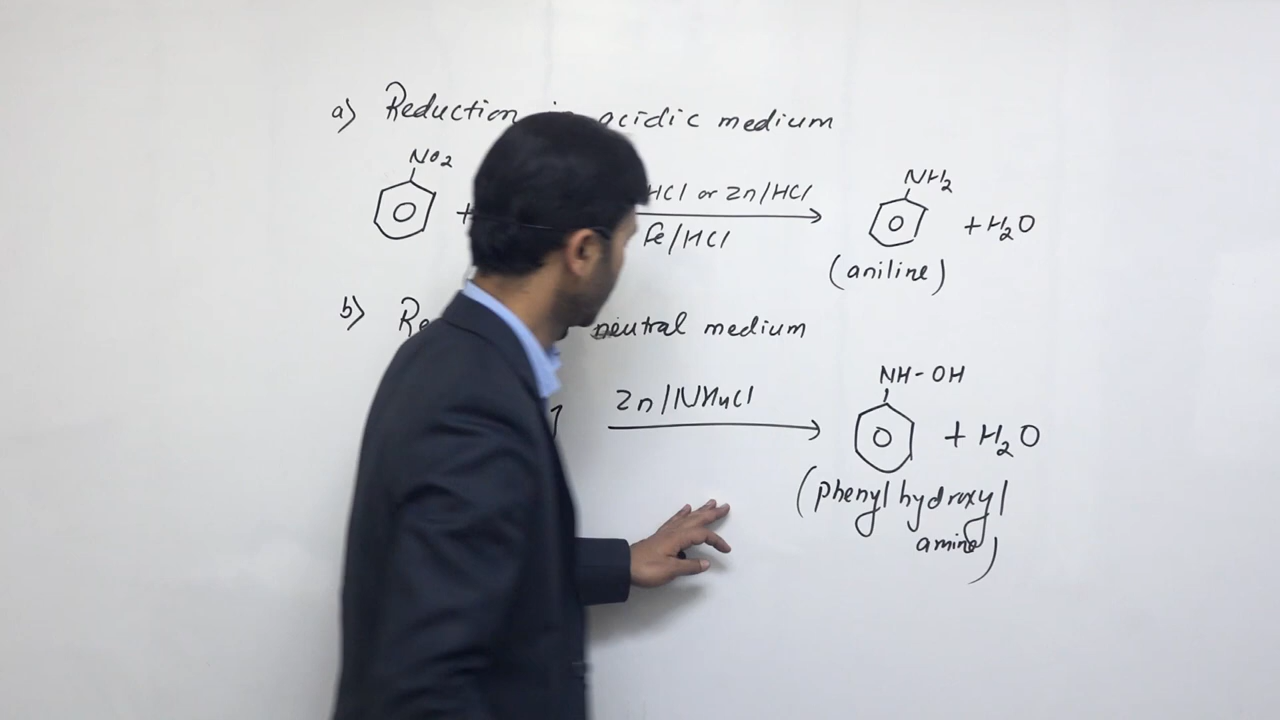 a) Reduction acidic medium
NO2
+ HCl or Zn/HCl NH2
Fe/HCl + H2O
(aniline)
b) Re neutral medium
Zn/NH4Cl NH-OH
] + H2O
(phenyl hydroxyl
amine)